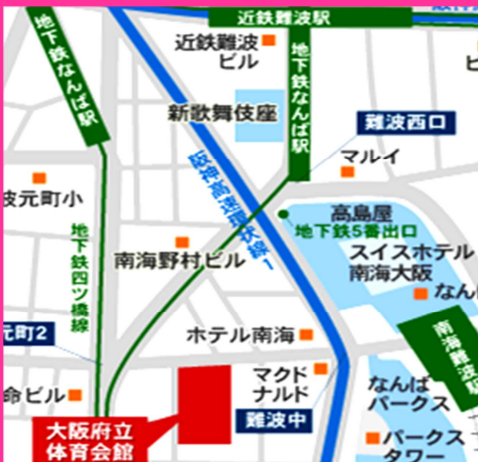 近鉄難波駅
地下鉄なんば駅
近鉄難波
ビル
地下鉄なんば駅
新歌舞伎座
難波西口
マルイ
波元町小
阪神高速環状線1
高島屋
地下鉄5番出口
スイスホテル
南海大阪
地下鉄四ツ橋線
南海野村ビル
なん
元町2
ホテル南海
南海難波駅
マクド
ナルド
なんば
パークス
命ビル
難波中
大阪府立
体育会館
パークス
タワー